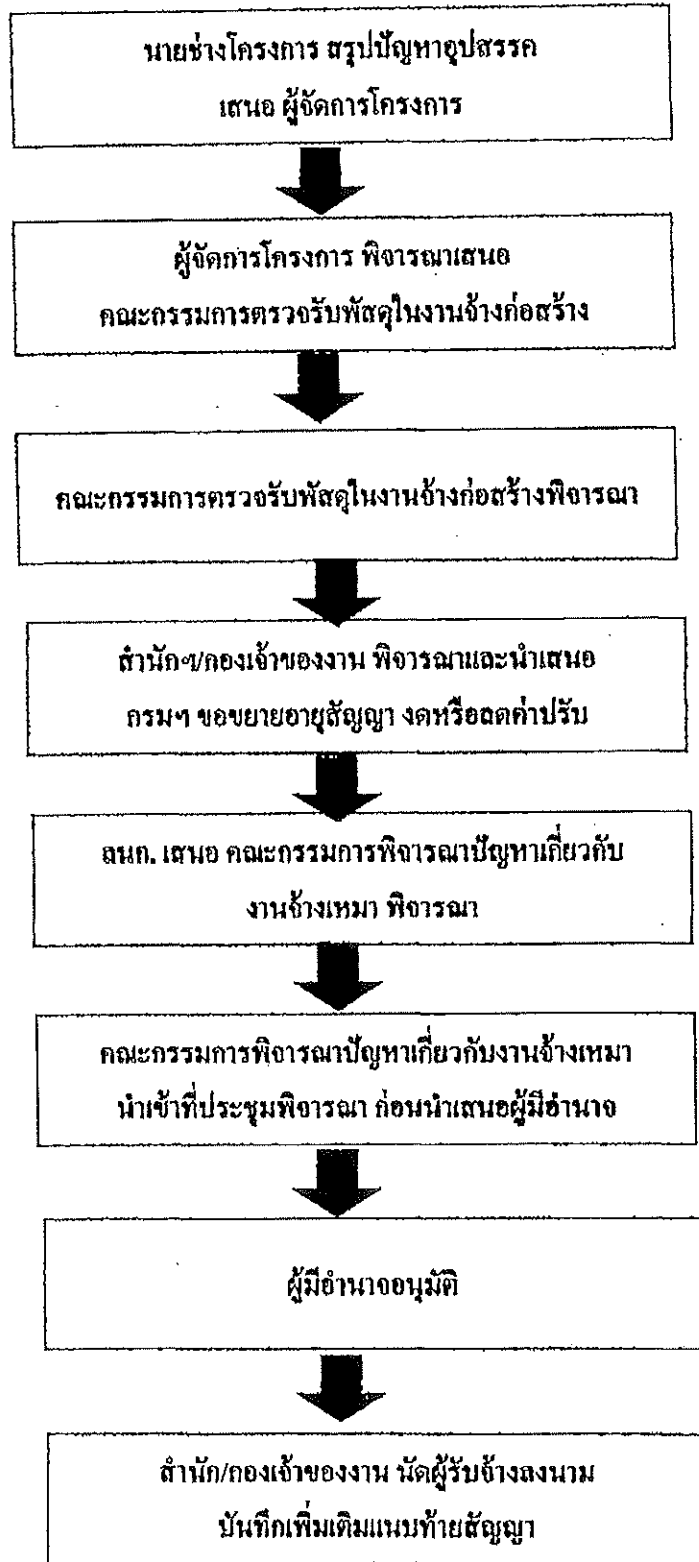 นายช่างโครงการ สรุปปัญหาอุปสรรค
เสนอ ผู้จัดการโครงการ
ผู้จัดการโครงการ พิจารณาเสนอ
คณะกรรมการตรวจรับพัสดุในงานจ้างก่อสร้าง
คณะกรรมการตรวจรับพัสดุในงานจ้างก่อสร้างพิจารณา
สำนักฯ/กองเจ้าของงาน พิจารณาและนำเสนอ
กรมฯ ขอขยายอายุสัญญา งดหรือลดค่าปรับ
ลนก. เสนอ คณะกรรมการพิจารณาปัญหาเกี่ยวกับ
งานจ้างเหมา พิจารณา
คณะกรรมการพิจารณาปัญหาเกี่ยวกับงานจ้างเหมา
นำเข้าที่ประชุมพิจารณา ก่อนนำเสนอผู้มีอำนาจ
ผู้มีอำนาจอนุมัติ
สำนัก/กองเจ้าของงาน นัดผู้รับจ้างลงนาม
บันทึกเพิ่มเติมแนบท้ายสัญญา